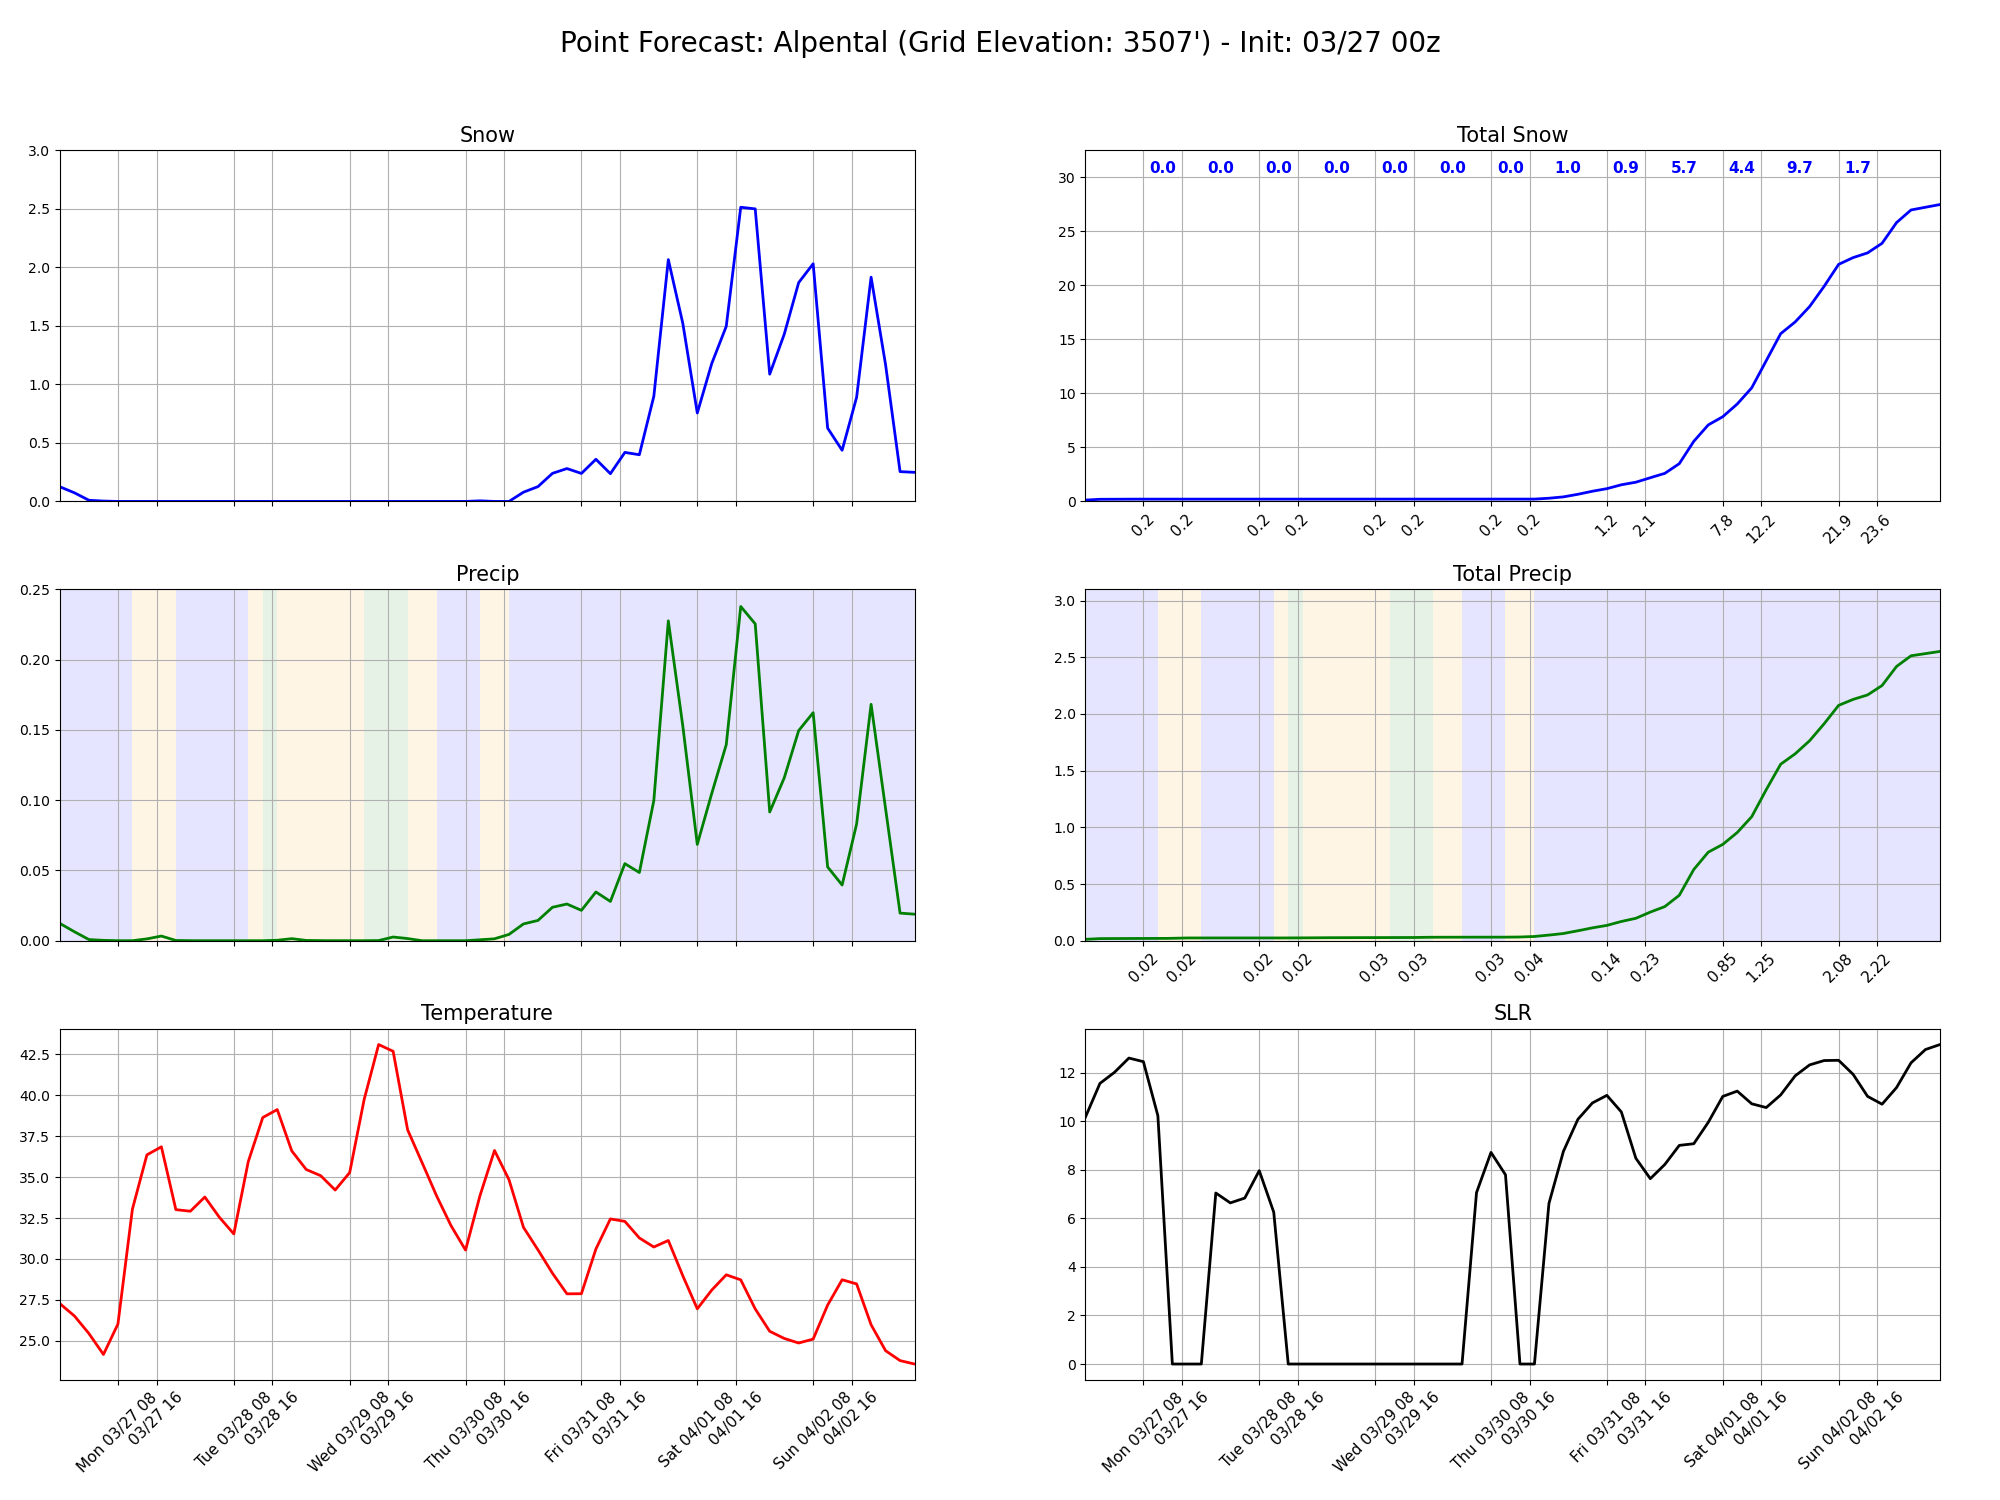 Point Forecast: Alpental (Grid Elevation: 3507') - Init: 03/27 00z
Snow
3.0
2.5
2.0
1.5
1.0
0.5
0.0
Total Snow
0.0 0.0 0.0 0.0 0.0 0.0 0.0 1.0 0.9 5.7 4.4 9.7 1.7
30
25
20
15
10
5
0
0.2 0.2 0.2 0.2 0.2 0.2 0.2 0.2 1.2 2.1 7.8 12.2 21.9 23.6
Precip
0.25
0.20
0.15
0.10
0.05
0.00
Total Precip
3.0
2.5
2.0
1.5
1.0
0.5
0.0
0.02 0.02 0.02 0.02 0.03 0.03 0.03 0.04 0.14 0.23 0.85 1.25 2.08 2.22
Temperature
42.5
40.0
37.5
35.0
32.5
30.0
27.5
25.0
Mon 03/27 08
03/27 16
Tue 03/28 08
03/28 16
Wed 03/29 08
03/29 16
Thu 03/30 08
03/30 16
Fri 03/31 08
03/31 16
Sat 04/01 08
04/01 16
Sun 04/02 08
04/02 16
SLR
12
10
8
6
4
2
0
Mon 03/27 08
03/27 16
Tue 03/28 08
03/28 16
Wed 03/29 08
03/29 16
Thu 03/30 08
03/30 16
Fri 03/31 08
03/31 16
Sat 04/01 08
04/01 16
Sun 04/02 08
04/02 16